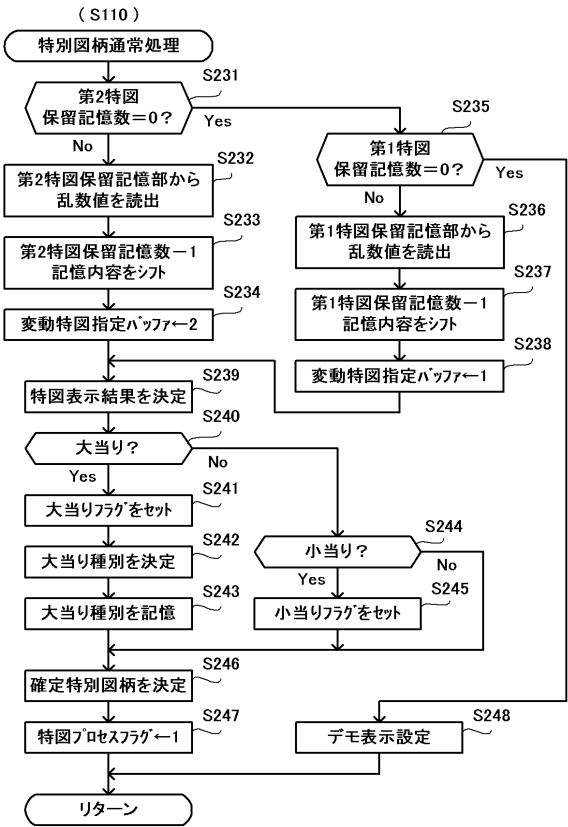 (S110)
特別図柄通常処理
S231
第2特図
保留記憶数=0?
Yes
No
S235
第1特図
保留記憶数=0?
Yes
No
S232
第2特図保留記憶部から
乱数値を読出
S236
第1特図保留記憶部から
乱数値を読出
S233
第2特図保留記憶数-1
記憶内容をシフト
S237
第1特図保留記憶数-1
記憶内容をシフト
S234
変動特図指定バッファ←2
S238
変動特図指定バッファ←1
S239
特図表示結果を決定
S240
大当り?
No
Yes
S241
大当りフラグをセット
S242
大当り種別を決定
S243
大当り種別を記憶
S244
小当り?
No
Yes
S245
小当りフラグをセット
S246
確定特別図柄を決定
S247
特図プロセスフラグ←1
S248
デモ表示設定
リターン